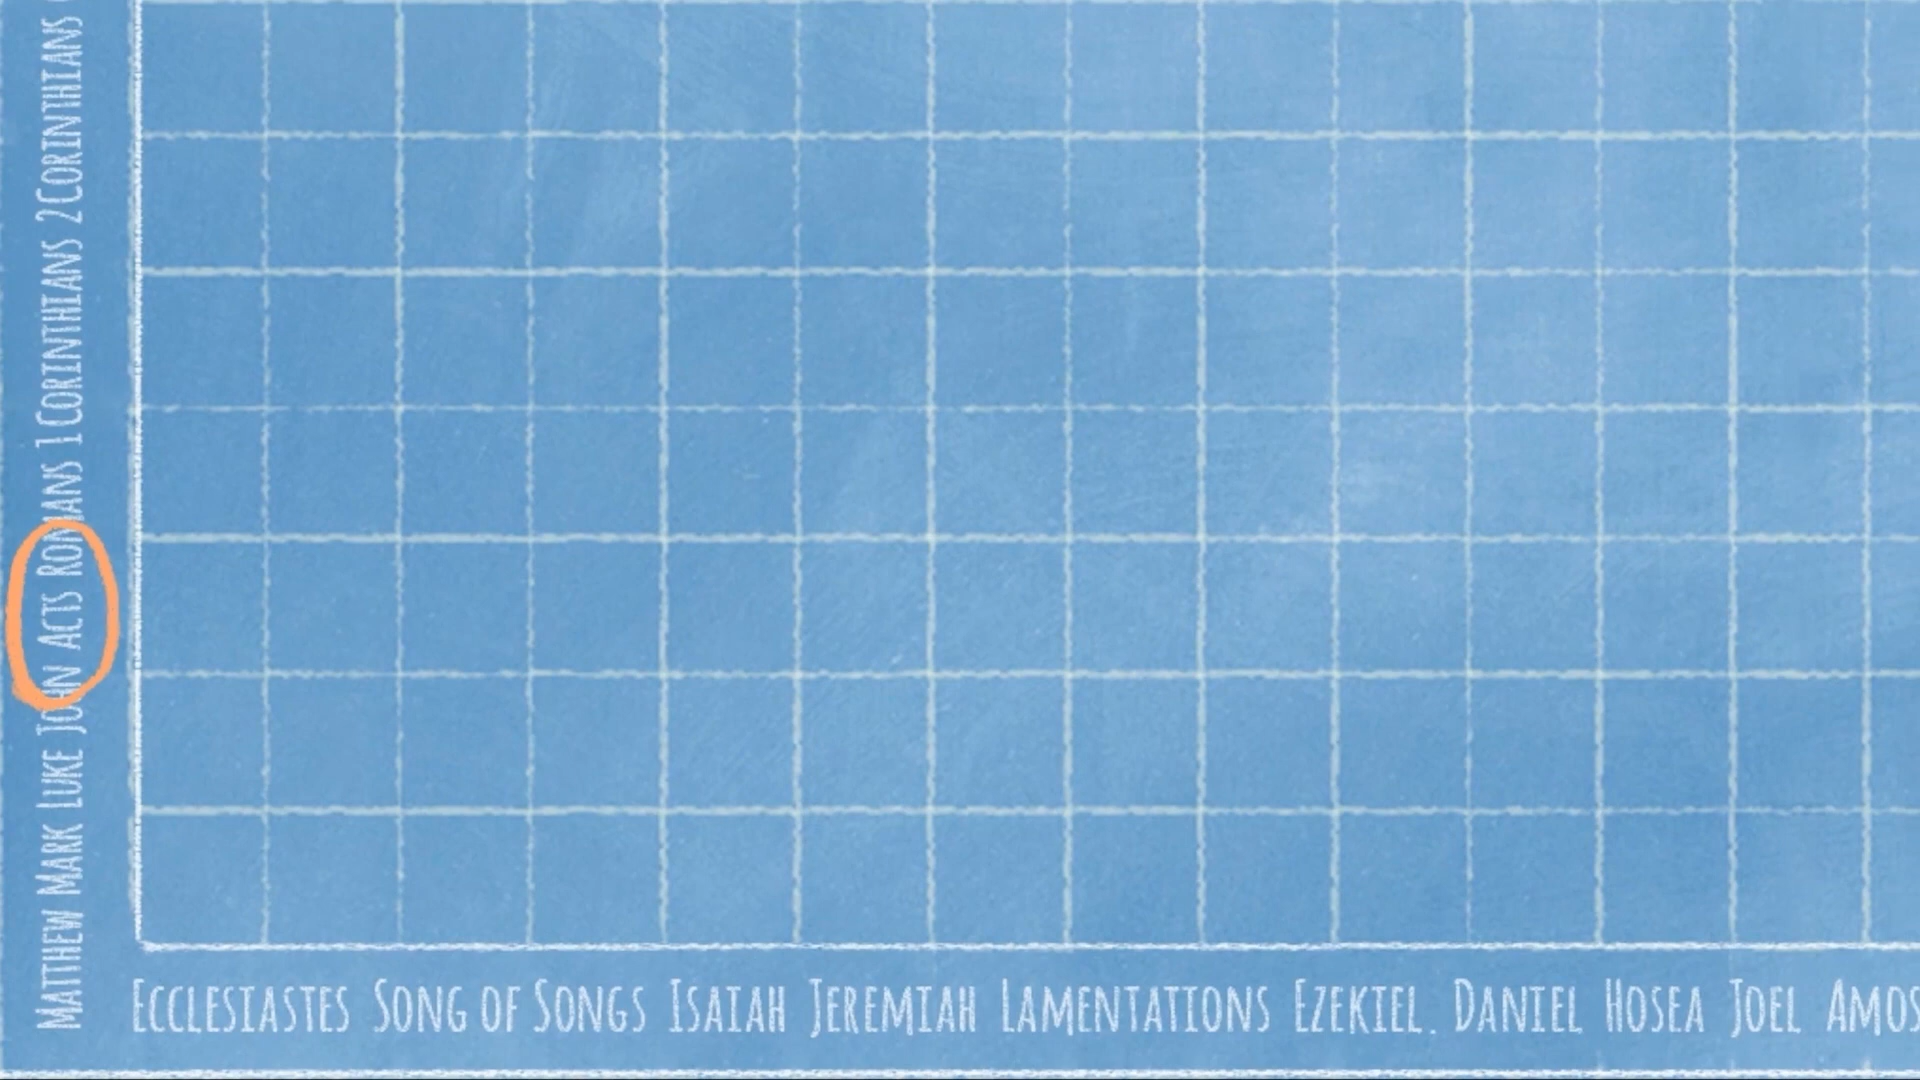 Matthew Mark Luke John Acts Romans 1Corinthians 2Corinthians
Ecclesiastes Song of Songs Isaiah Jeremiah Lamentations Ezekiel. Daniel Hosea Joel Amos